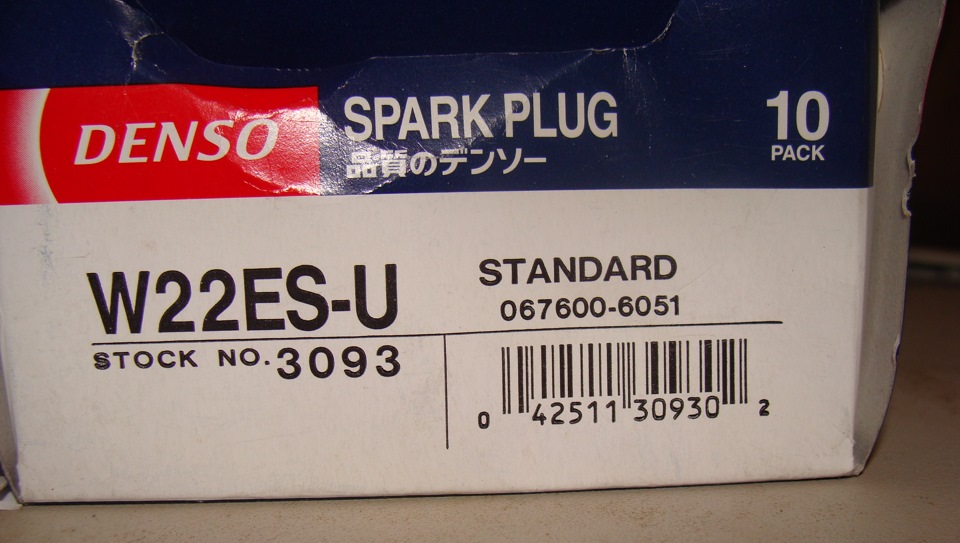 DENSO
SPARK PLUG
品質のデンソー
10
PACK
W22ES-U
STANDARD
067600-6051
STOCK NO. 3093
0 42511 30930 2